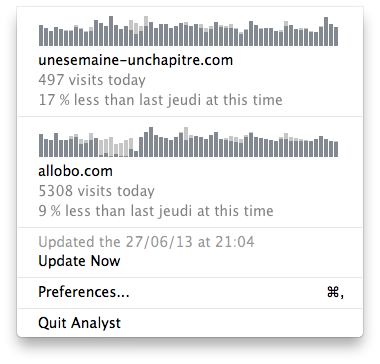 unesemaine-unchapitre.com
497 visits today
17 % less than last jeudi at this time
allobo.com
5308 visits today
9 % less than last jeudi at this time
Updated the 27/06/13 at 21:04
Update Now
Preferences... ⌘,
Quit Analyst